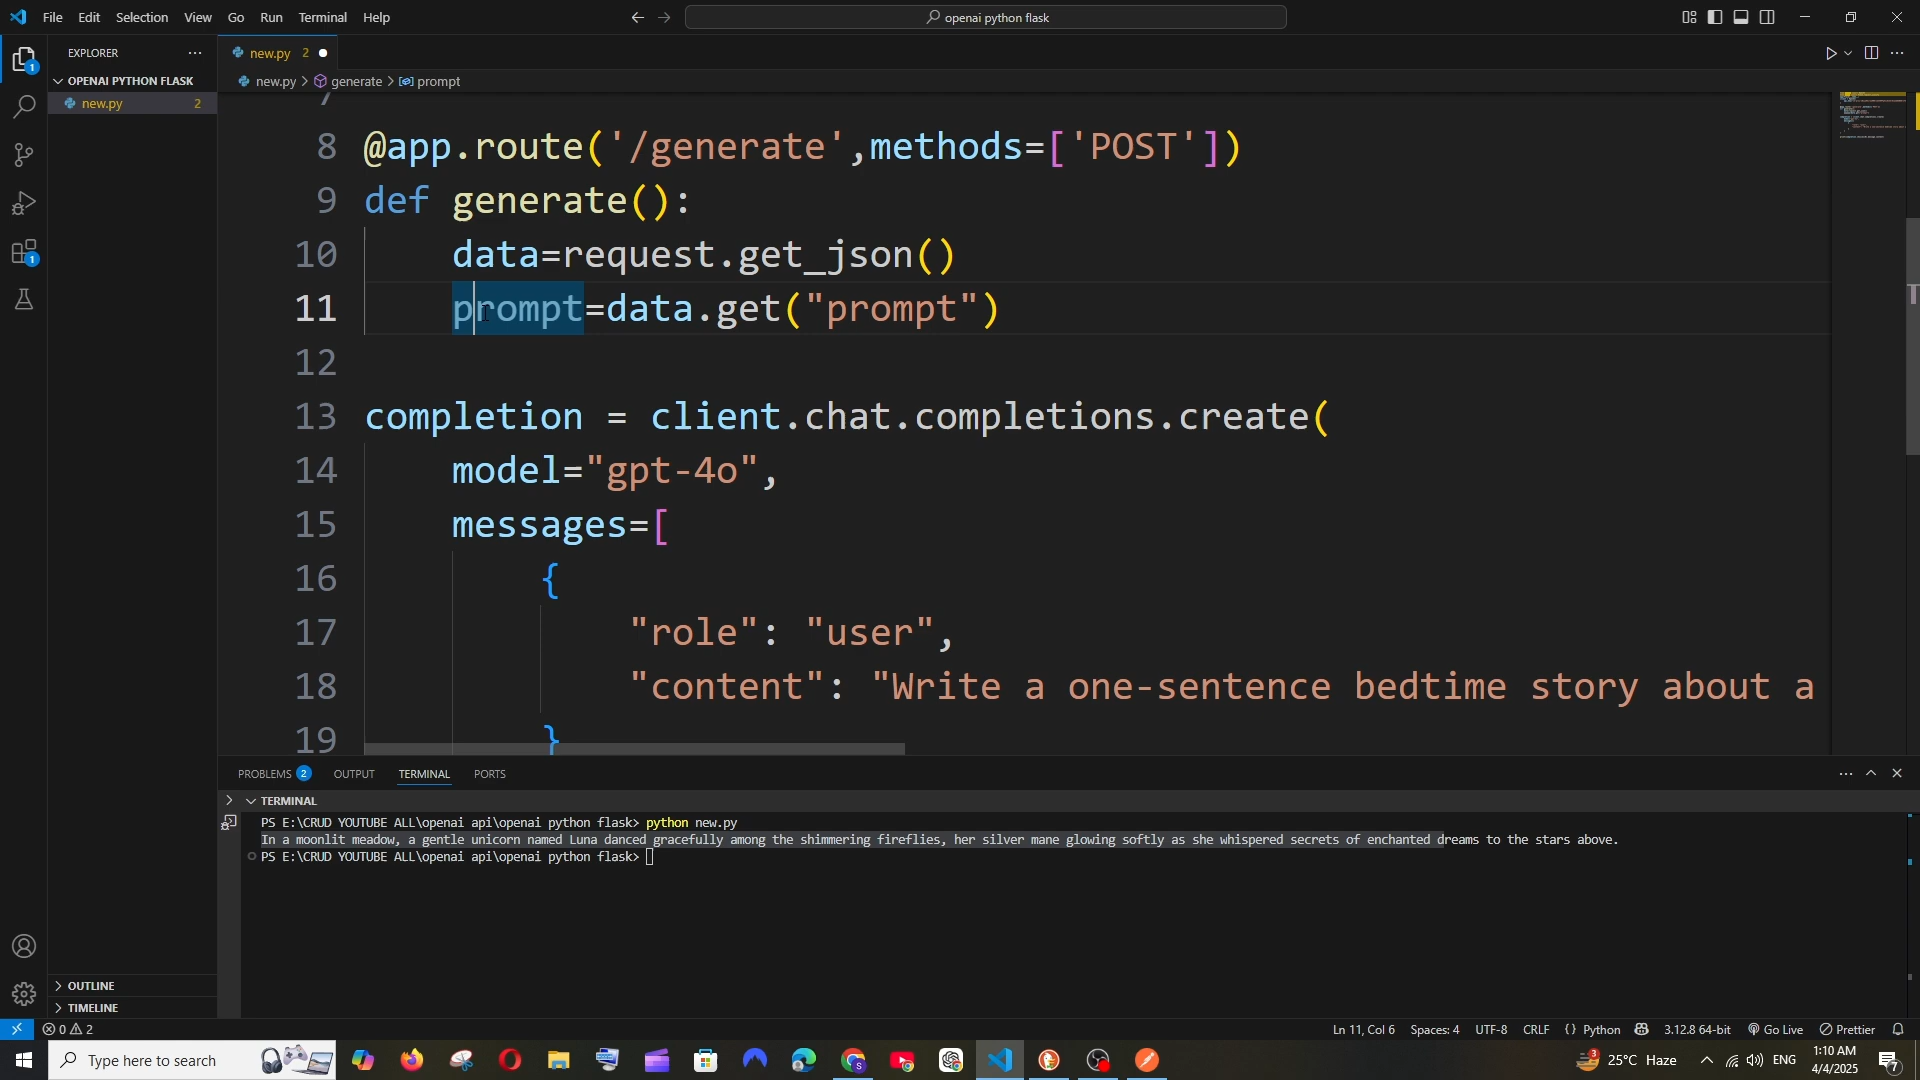 File Edit Selection View Go Run Terminal Help
openai python flask
EXPLORER
OPENAI PYTHON FLASK
new.py 2
new.py 2
new.py > generate > prompt
7
8 @app.route('/generate',methods=['POST'])
9 def generate():
10 data=request.get_json()
11 prompt=data.get("prompt")
12
13 completion = client.chat.completions.create(
14 model="gpt-4o",
15 messages=[
16 {
17 "role": "user",
18 "content": "Write a one-sentence bedtime story about a
19 }
PROBLEMS 2 OUTPUT TERMINAL PORTS
TERMINAL
PS E:\CRUD YOUTUBE ALL\openai api\openai python flask> python new.py
In a moonlit meadow, a gentle unicorn named Luna danced gracefully among the shimmering fireflies, her silver mane glowing softly as she whispered secrets of enchanted dreams to the stars above.
PS E:\CRUD YOUTUBE ALL\openai api\openai python flask>
OUTLINE
TIMELINE
0 2
Ln 11, Col 6 Spaces: 4 UTF-8 CRLF {} Python 3.12.8 64-bit Go Live Prettier
Type here to search
3 25°C Haze ENG 1:10 AM 4/4/2025 7
1
1